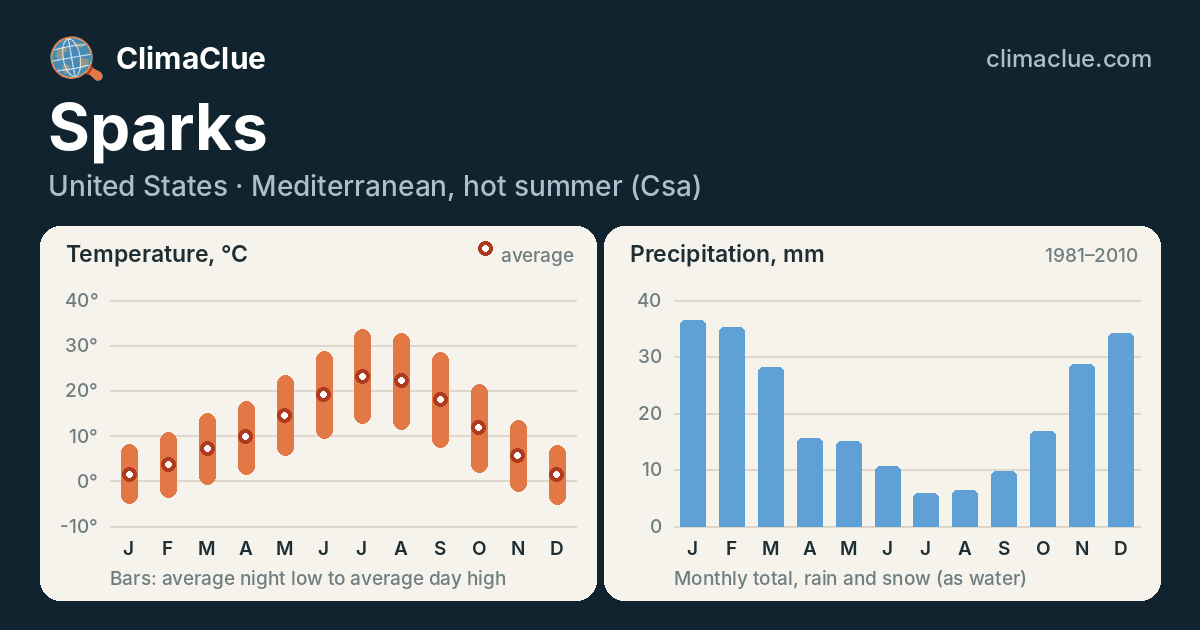 ClimaClue
climaclue.com
Sparks
United States · Mediterranean, hot summer (Csa)
Temperature, °C
average
40°
30°
20°
10°
0°
-10°
J F M A M J J A S O N D
Bars: average night low to average day high
Precipitation, mm
1981–2010
40
30
20
10
0
J F M A M J J A S O N D
Monthly total, rain and snow (as water)